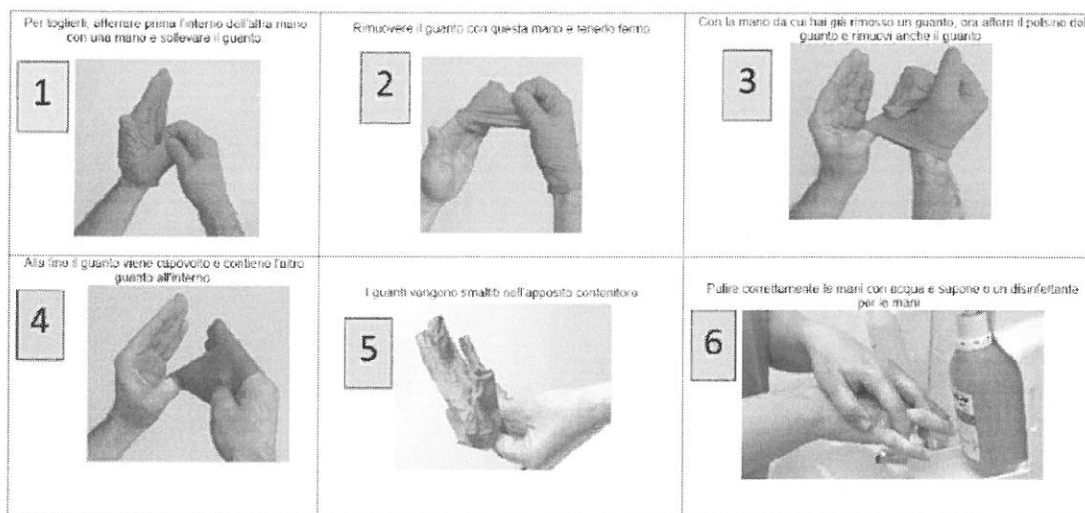 Per toglierli, afferrare prima l'interno dell'altra mano
con una mano e sollevare il guanto
1
Rimuovere il guanto con questa mano e tenerlo fermo
2
Con la mano da cui hai già rimosso un guanto, ora afferri il polsino del
guanto e rimuovi anche il guanto
3
Alla fine il guanto viene capovolto e contiene l'altro
guanto all'interno
4
I guanti vengono smaltiti nell'apposito contenitore
5
Pulire correttamente le mani con acqua e sapone o un disinfettante
per le mani
6